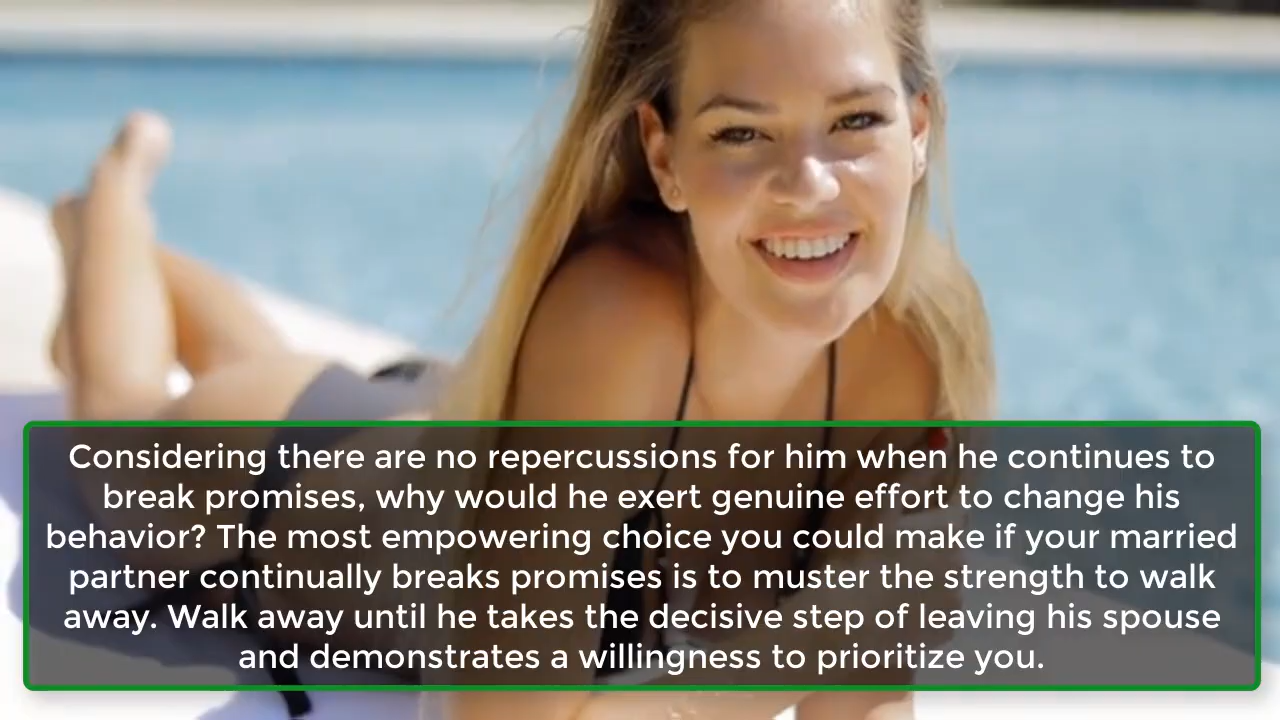 Considering there are no repercussions for him when he continues to
break promises, why would he exert genuine effort to change his
behavior? The most empowering choice you could make if your married
partner continually breaks promises is to muster the strength to walk
away. Walk away until he takes the decisive step of leaving his spouse
and demonstrates a willingness to prioritize you.